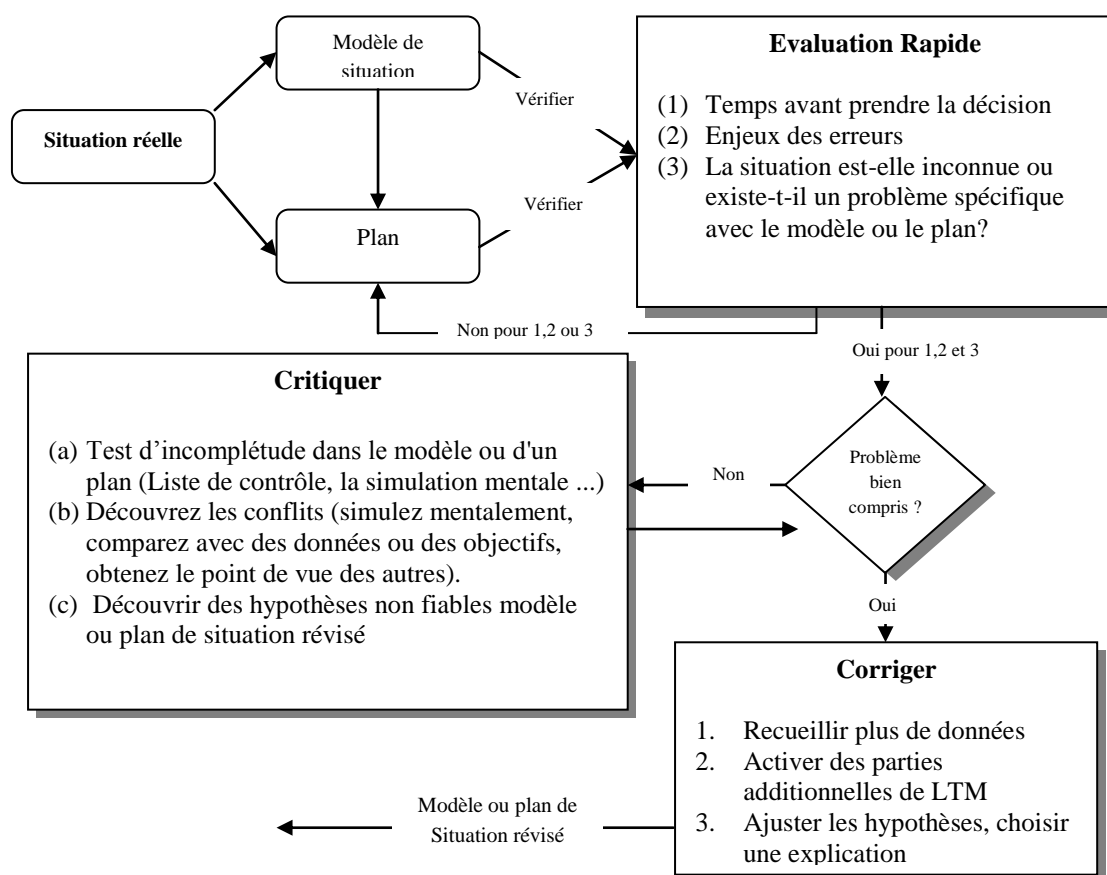 Modèle de
situation
Situation réelle
Plan
Vérifier
Vérifier
Evaluation Rapide
(1) Temps avant prendre la décision
(2) Enjeux des erreurs
(3) La situation est-elle inconnue ou
existe-t-il un problème spécifique
avec le modèle ou le plan?
Non pour 1,2 ou 3
Oui pour 1,2 et 3
Critiquer
(a) Test d’incomplétude dans le modèle ou d'un
plan (Liste de contrôle, la simulation mentale ...)
(b) Découvrez les conflits (simulez mentalement,
comparez avec des données ou des objectifs,
obtenez le point de vue des autres).
(c) Découvrir des hypothèses non fiables modèle
ou plan de situation révisé
Non
Problème
bien
compris ?
Oui
Corriger
1. Recueillir plus de données
2. Activer des parties
additionnelles de LTM
3. Ajuster les hypothèses, choisir
une explication
Modèle ou plan de
Situation révisé